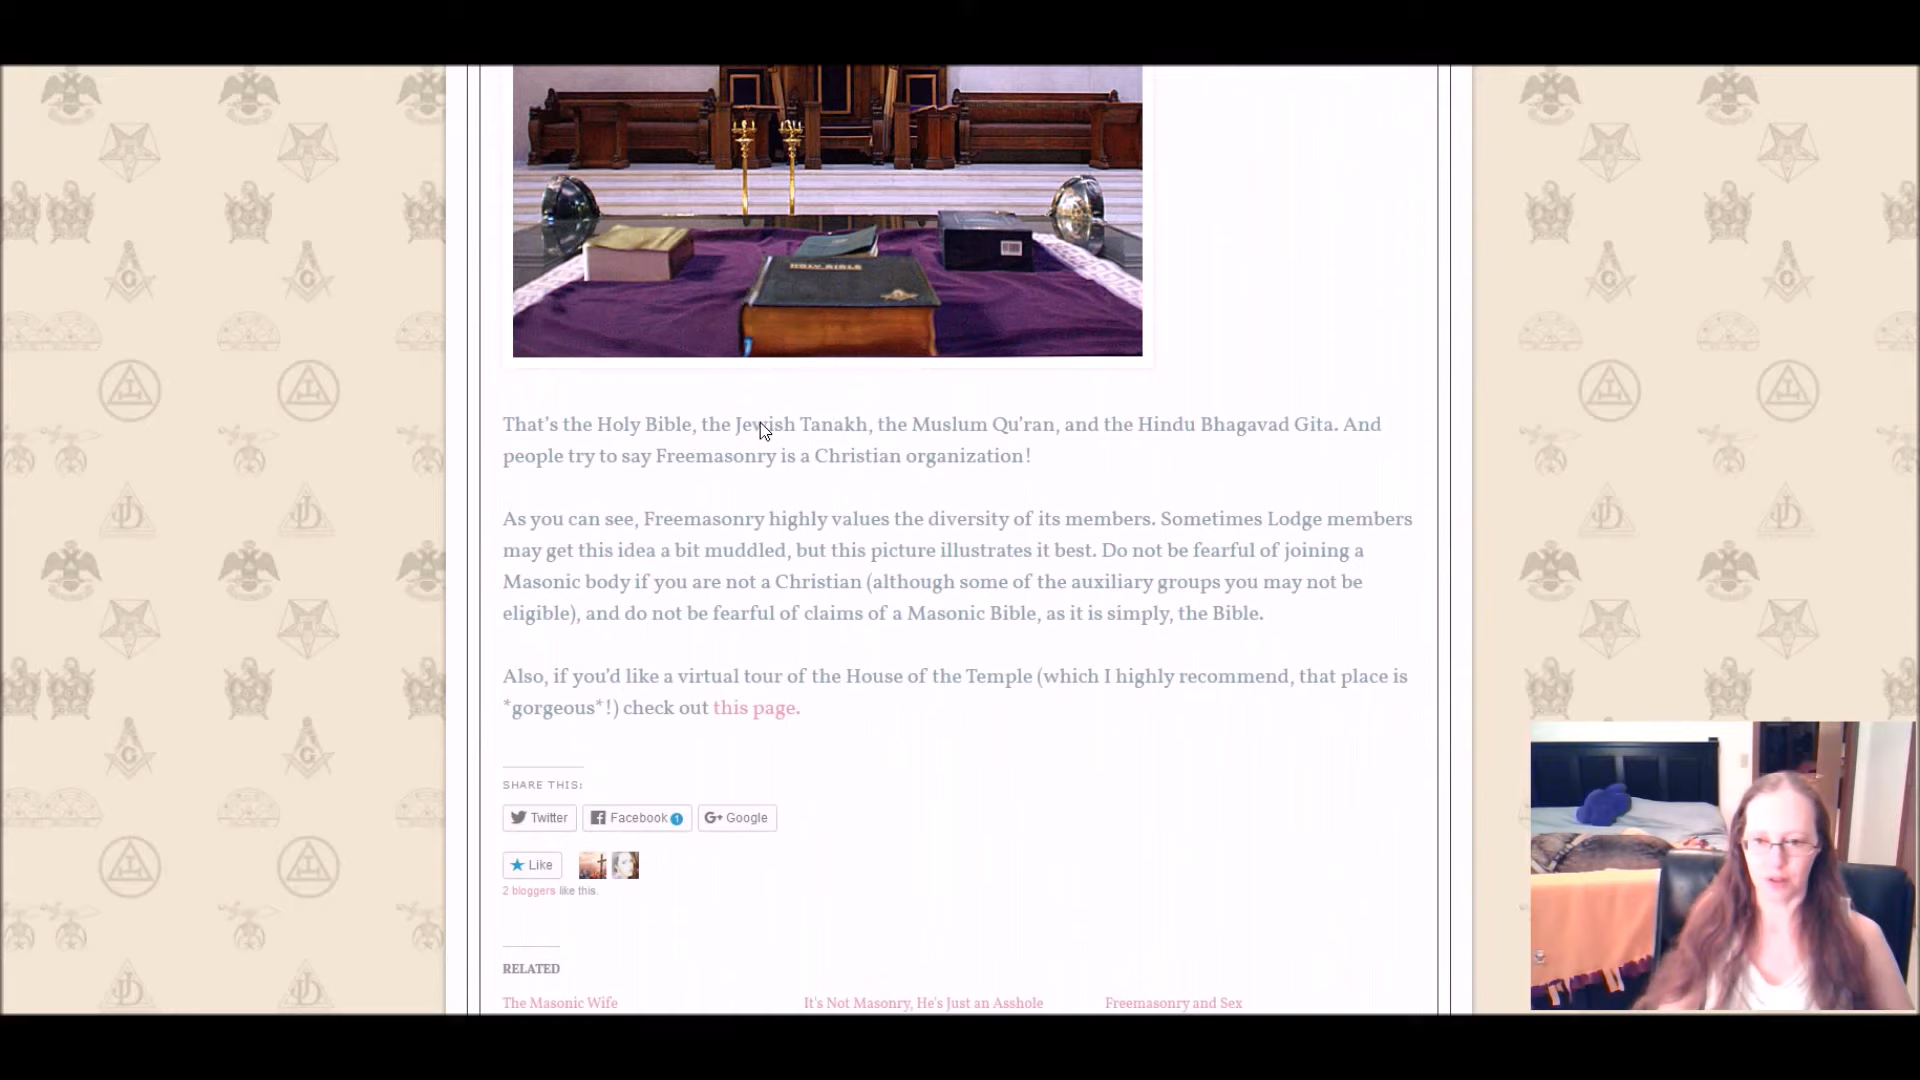 HOLY BIBLE
That's the Holy Bible, the Jewish Tanakh, the Muslum Qu'ran, and the Hindu Bhagavad Gita. And
people try to say Freemasonry is a Christian organization!
As you can see, Freemasonry highly values the diversity of its members. Sometimes Lodge members
may get this idea a bit muddled, but this picture illustrates it best. Do not be fearful of joining a
Masonic body if you are not a Christian (although some of the auxiliary groups you may not be
eligible), and do not be fearful of claims of a Masonic Bible, as it is simply, the Bible.
Also, if you'd like a virtual tour of the House of the Temple (which I highly recommend, that place is
*gorgeous*!) check out this page.
SHARE THIS:
Twitter Facebook 1 G+ Google
Like
2 bloggers like this.
RELATED
The Masonic Wife It's Not Masonry, He's Just an Asshole Freemasonry and Sex